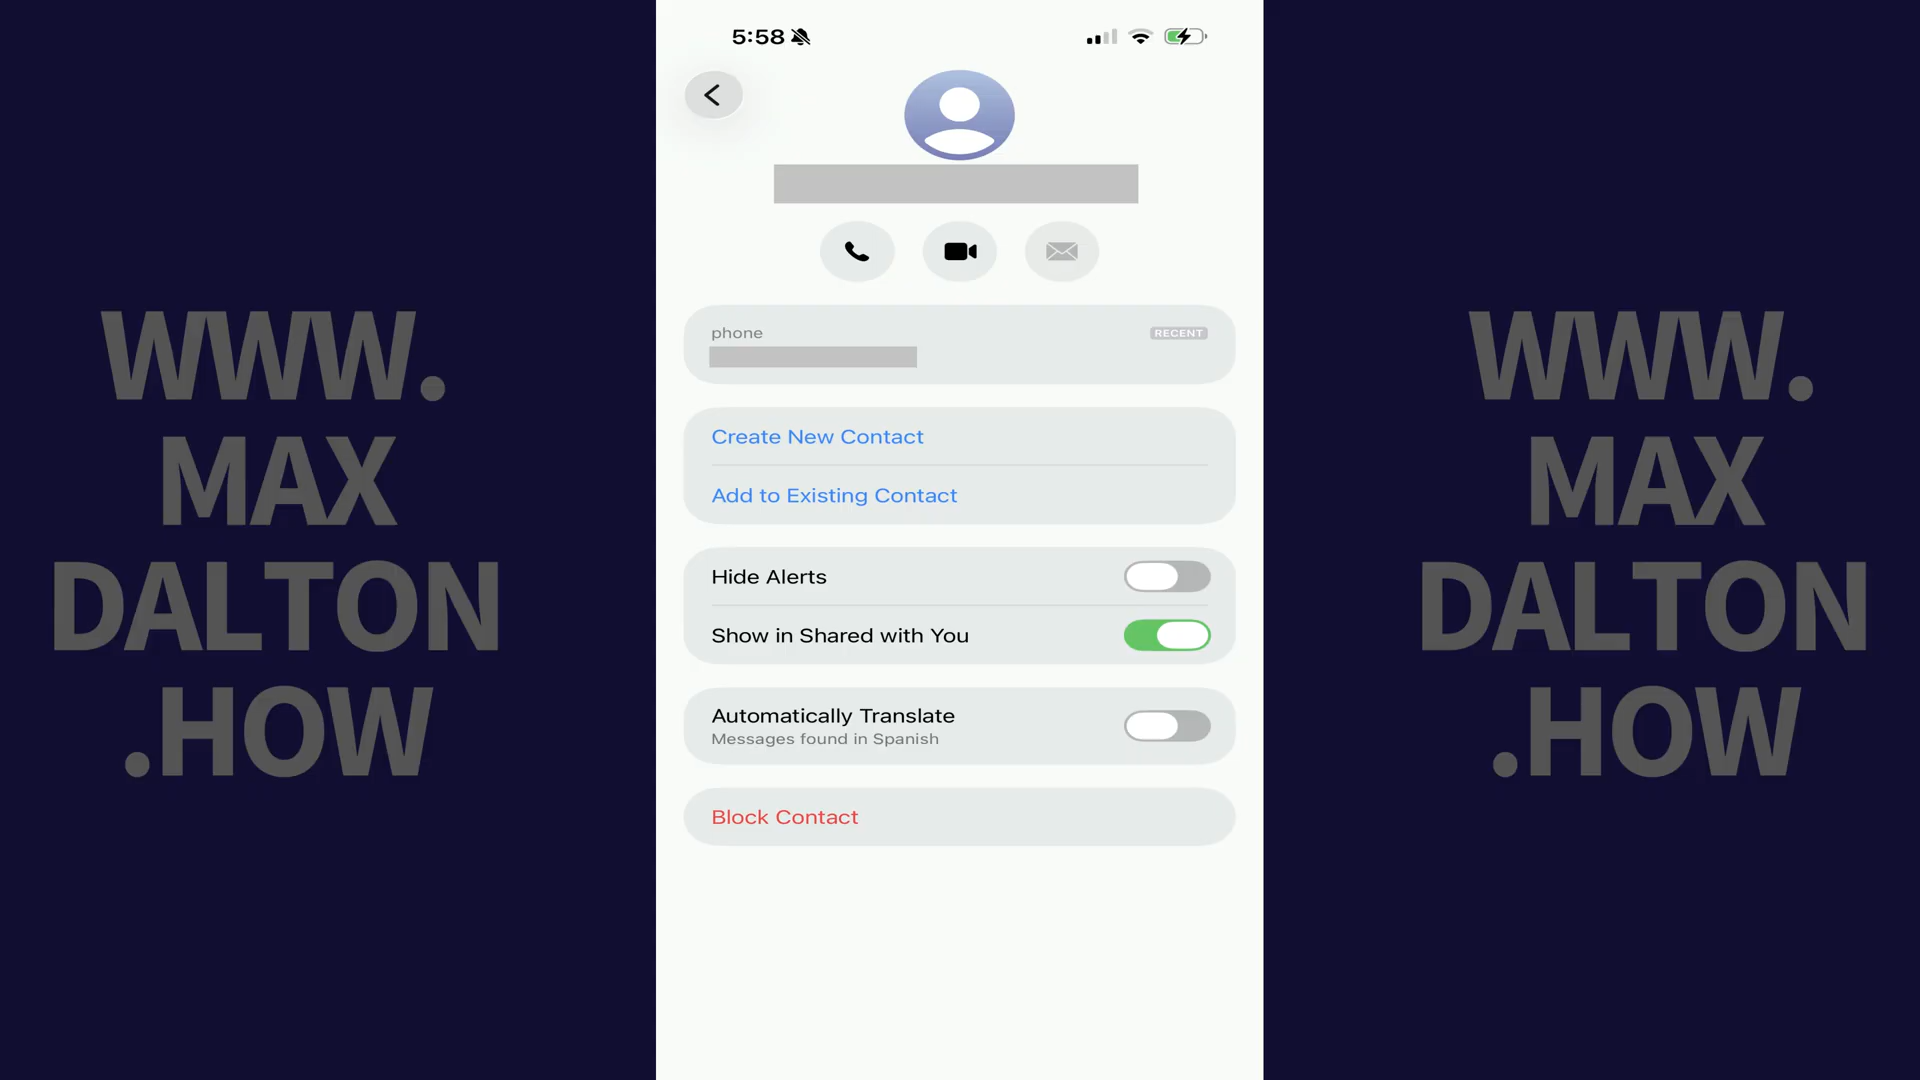 5:58
WWW.
MAX
DALTON
.HOW
phone
RECENT
Create New Contact
Add to Existing Contact
Hide Alerts
Show in Shared with You
Automatically Translate
Messages found in Spanish
Block Contact
WWW.
MAX
DALTON
.HOW